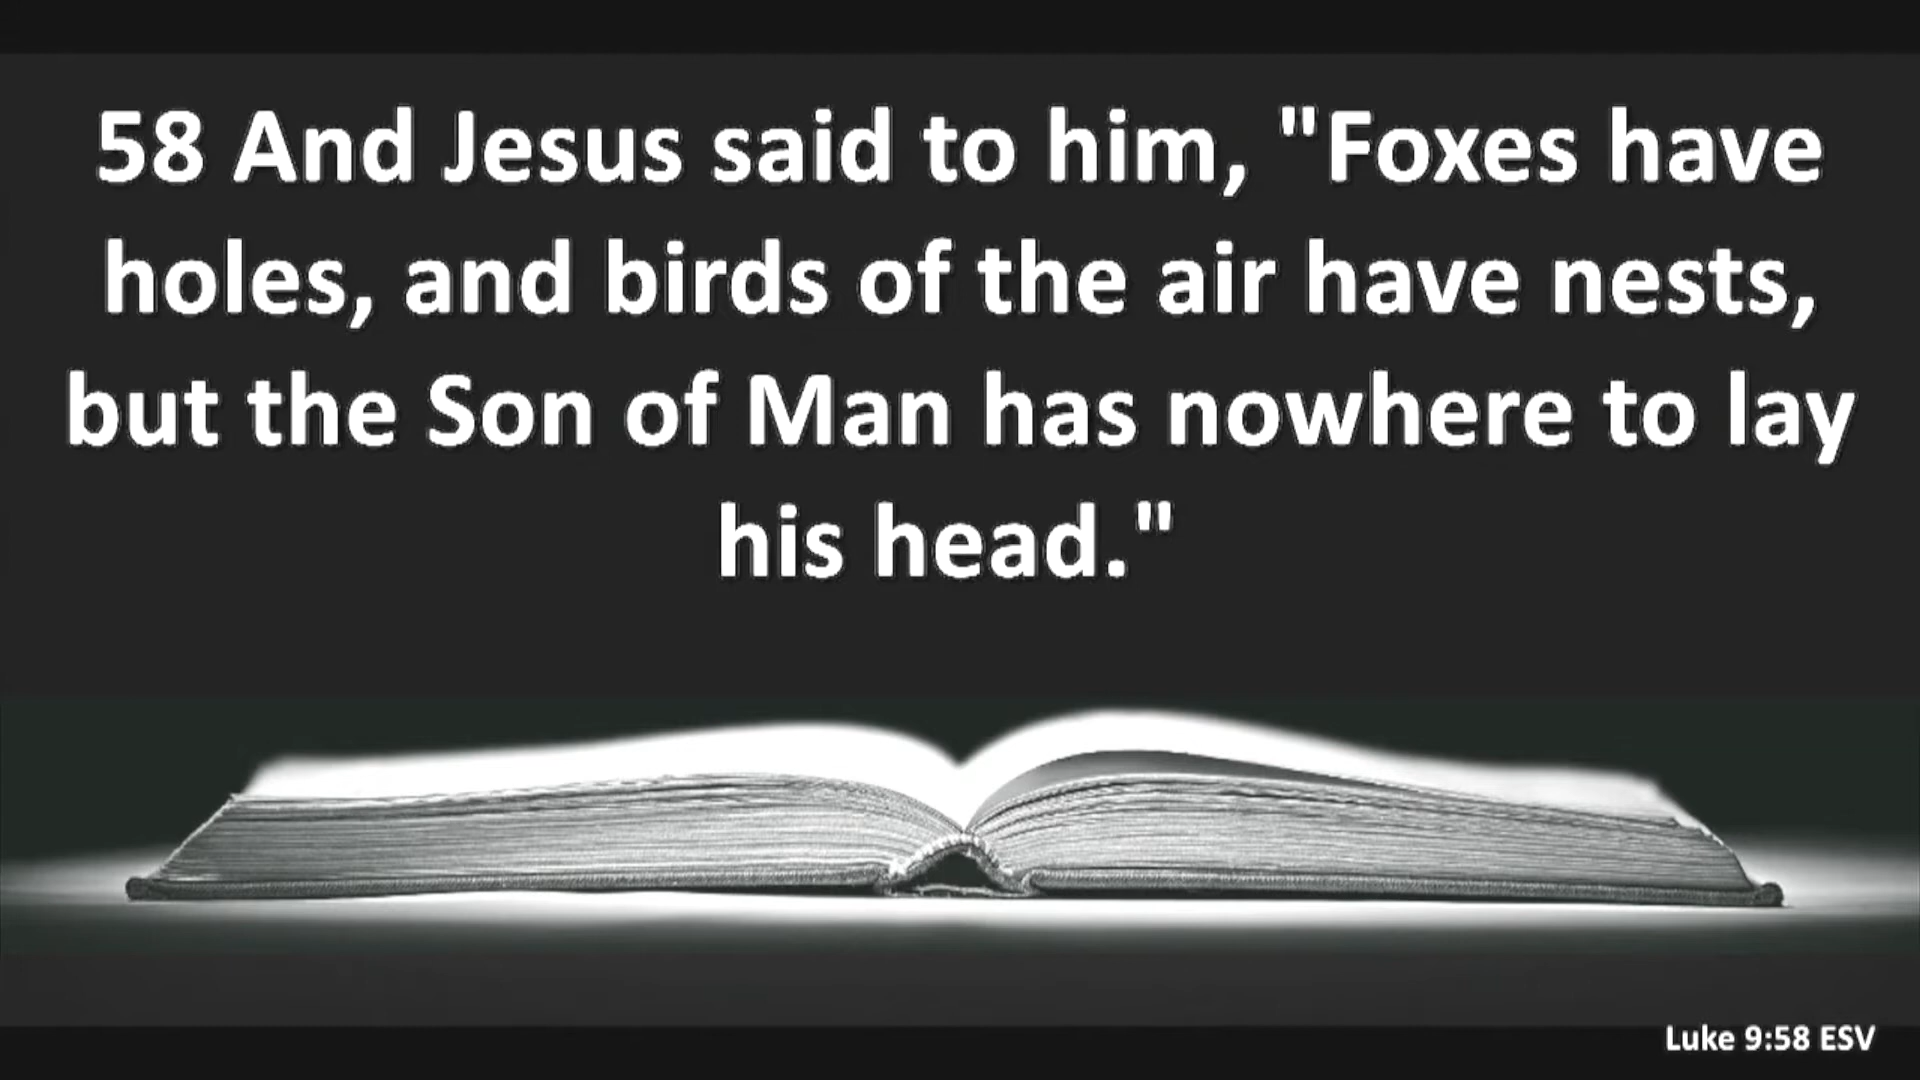 58 And Jesus said to him, "Foxes have
holes, and birds of the air have nests,
but the Son of Man has nowhere to lay
his head."
Luke 9:58 ESV